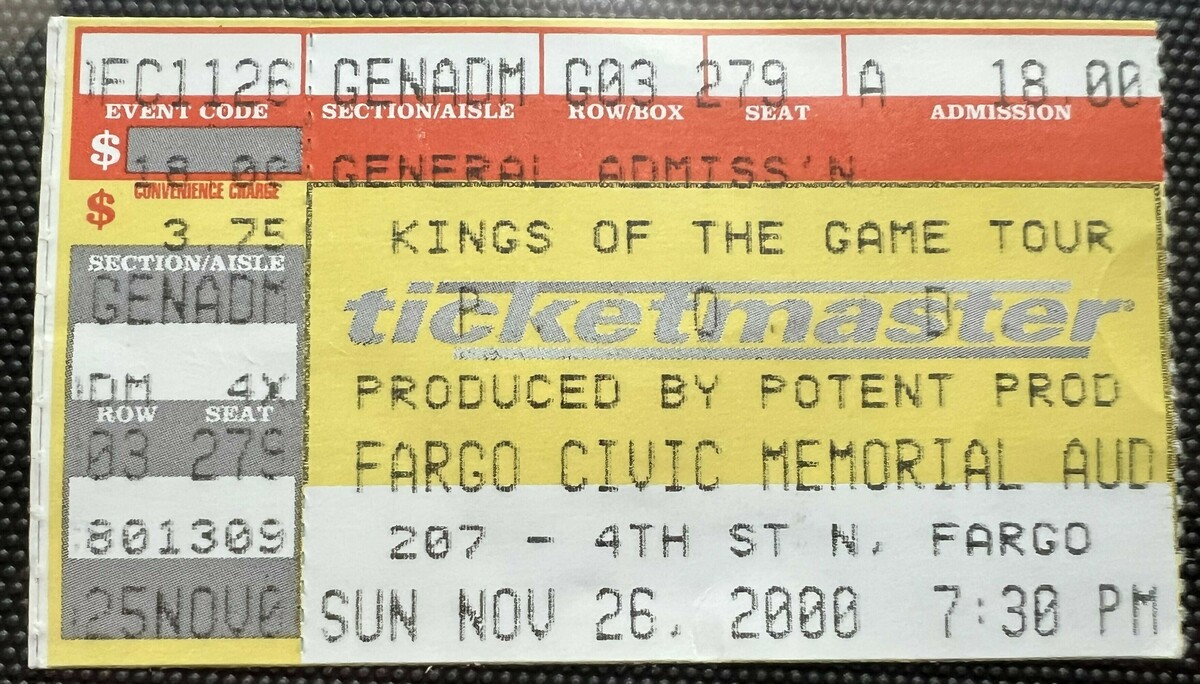 1FC1126 GENADM G03 279 A 18 00
EVENT CODE SECTION/AISLE ROW/BOX SEAT ADMISSION
$ 18.00 GENERAL ADMISS'N
CONVENIENCE CHARGE
$ 3.75
KINGS OF THE GAME TOUR
SECTION/AISLE
GENADM
ticketmaster
P. O. D
PRODUCED BY POTENT PROD
DM 4X
ROW SEAT
03 279
FARGO CIVIC MEMORIAL AUD
801309
207 - 4TH ST N. FARGO
25NOV0
SUN NOV 26, 2000 7:30 PM